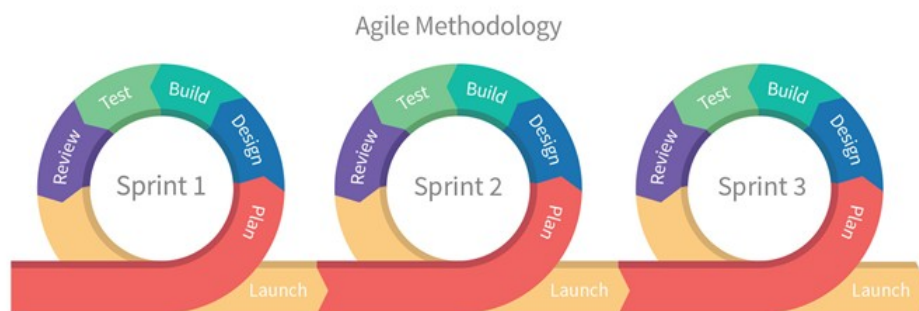 Agile Methodology
Test
Build
Review
Design
Sprint 1
Plan
Launch
Test
Build
Review
Design
Sprint 2
Plan
Launch
Test
Build
Review
Design
Sprint 3
Plan
Launch